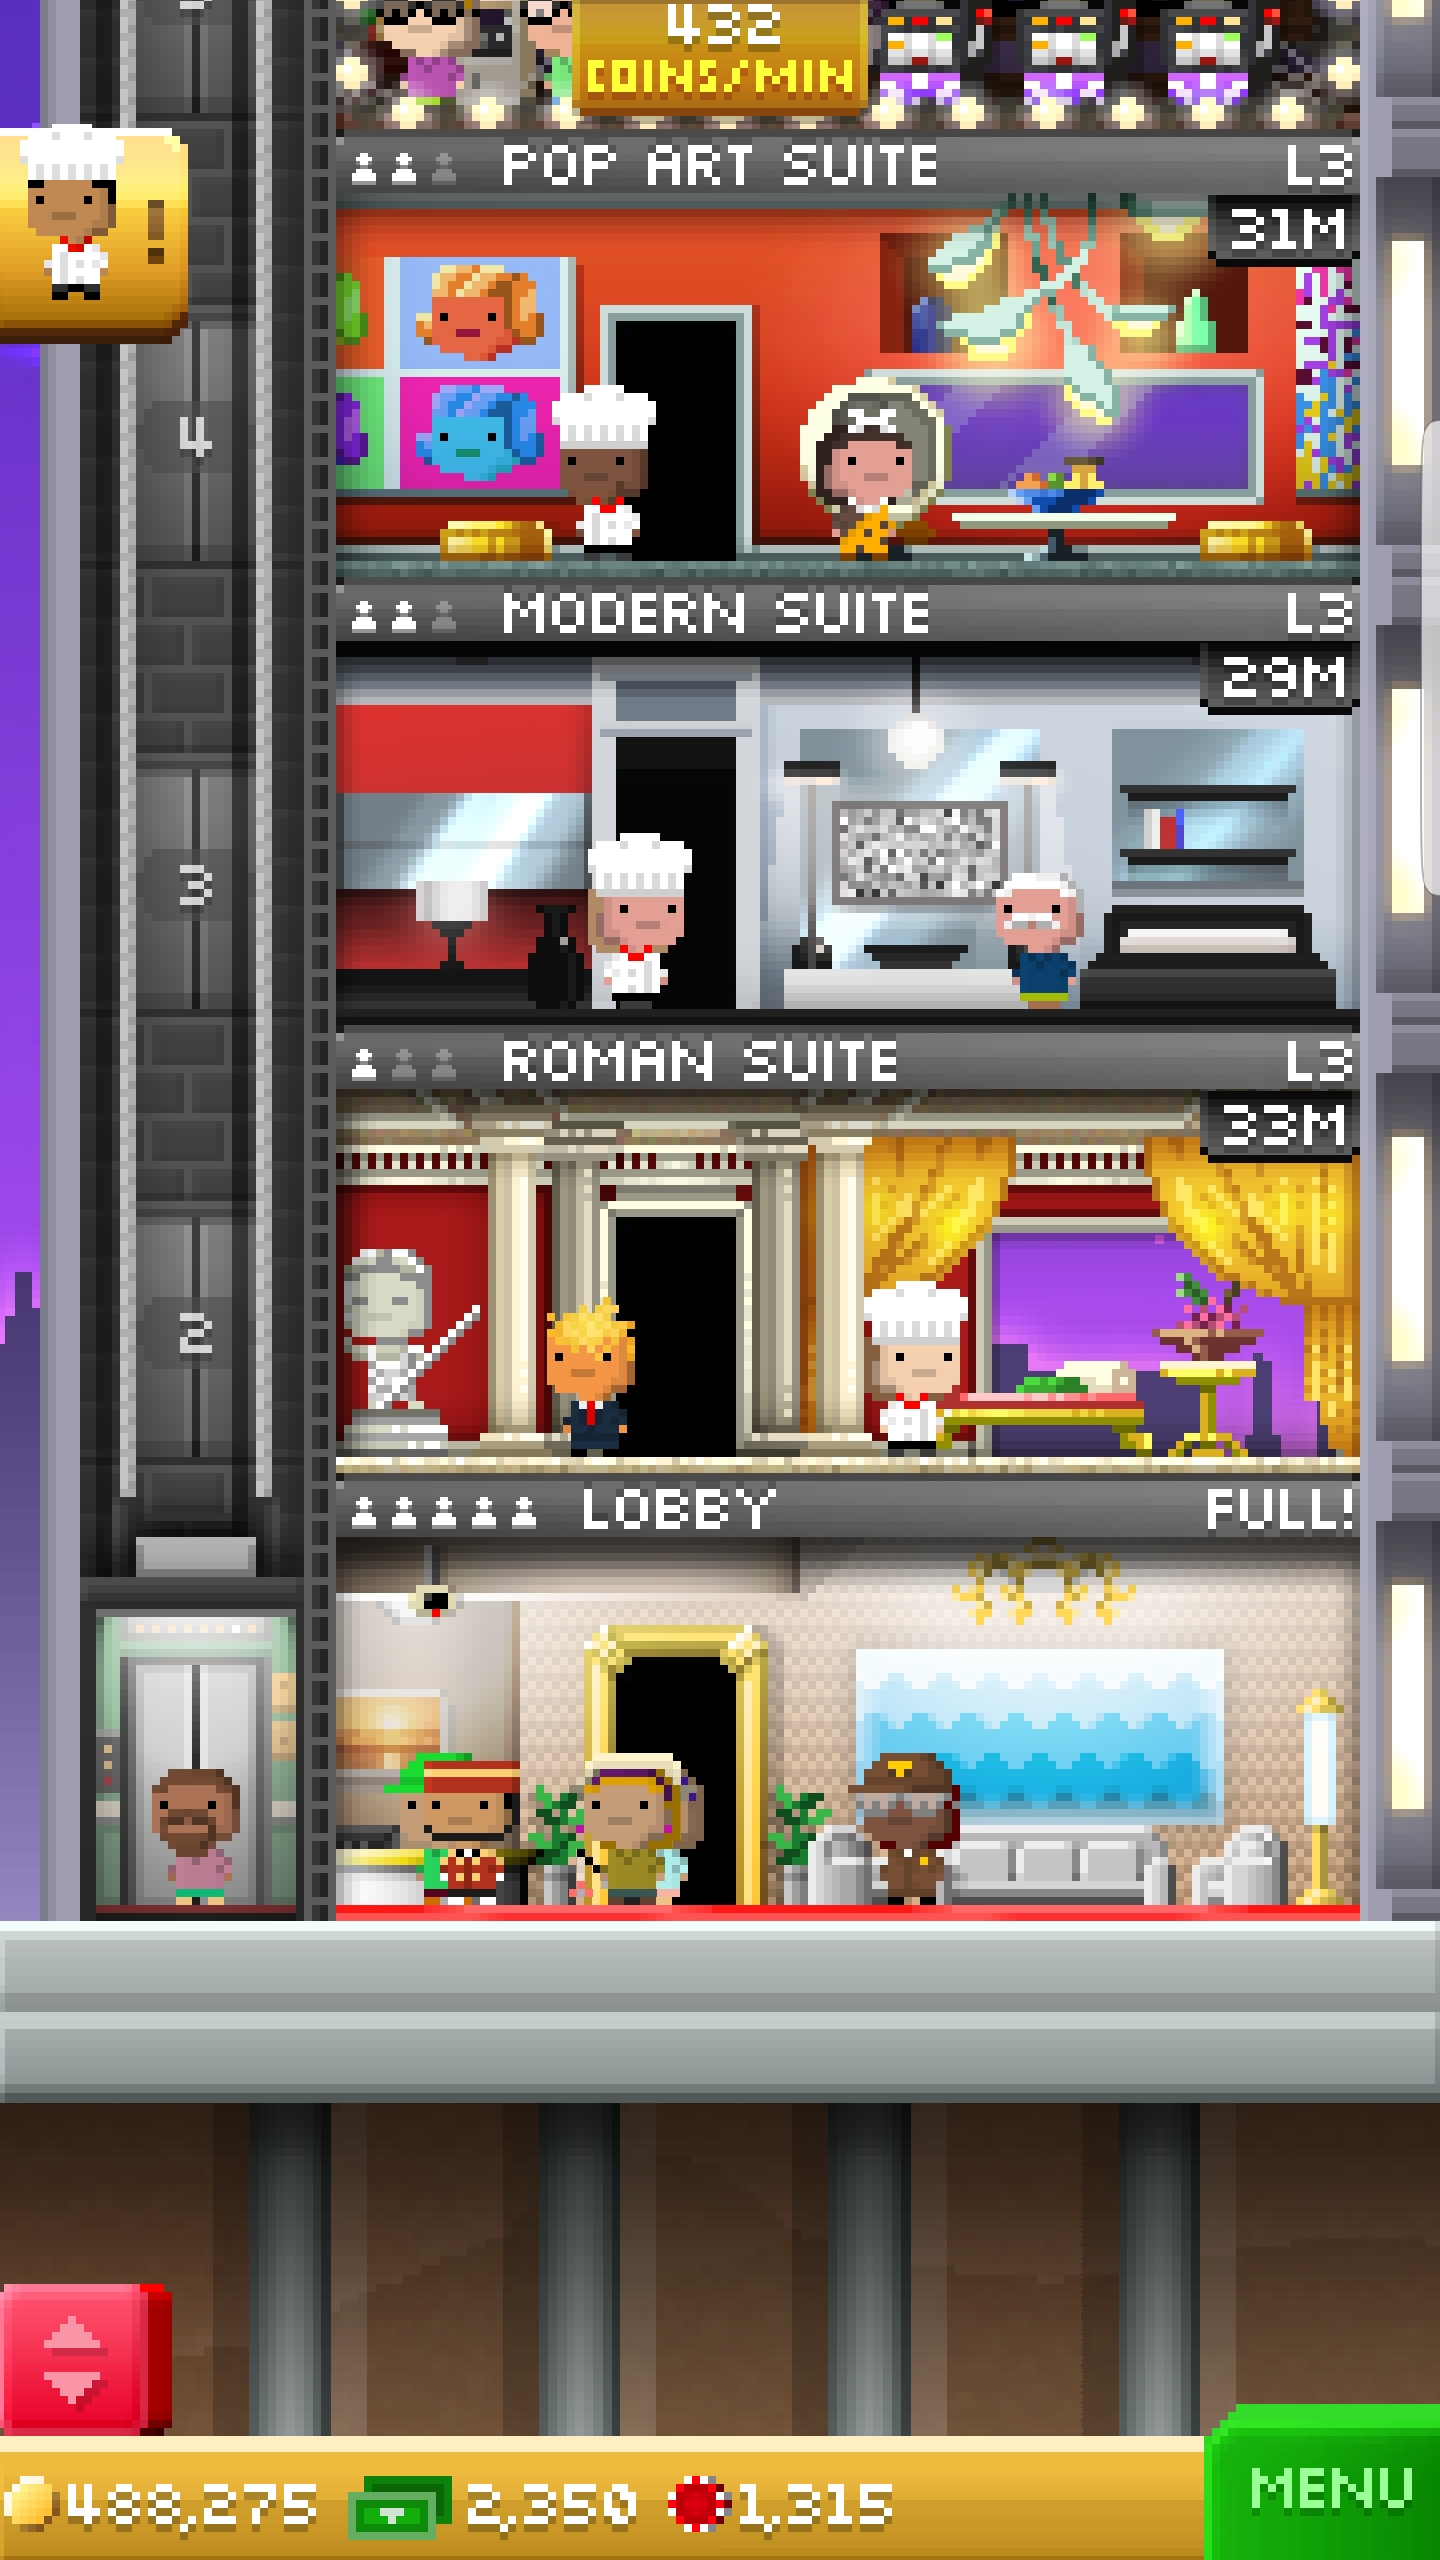 432
COINS/MIN
POP ART SUITE L3
31M
!
4
MODERN SUITE L3
29M
3
ROMAN SUITE L3
33M
2
LOBBY FULL!
MENU
488,275 2,350 1,315